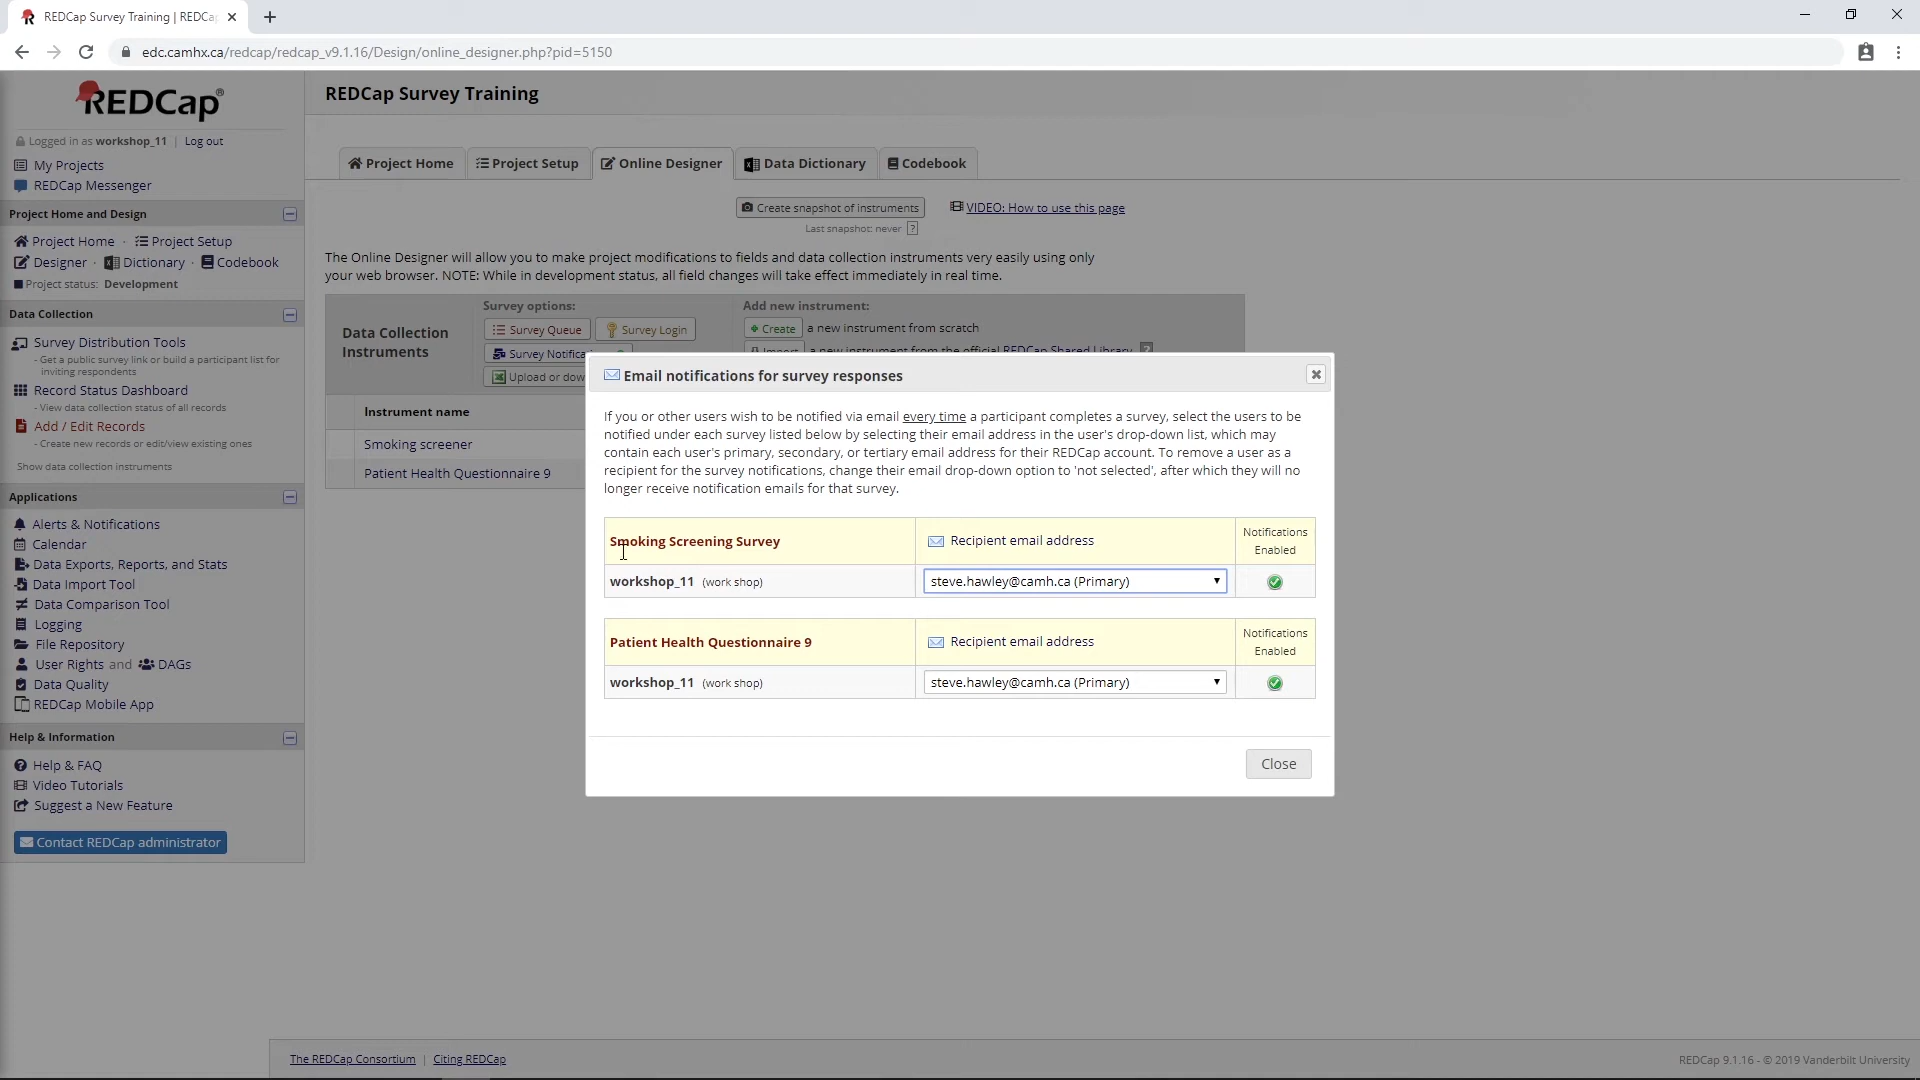 REDCap Survey Training | REDCap
edc.camhx.ca/redcap/redcap_v9.1.16/Design/online_designer.php?pid=5150
REDCap
Logged in as workshop_11 | Log out
My Projects
REDCap Messenger
Project Home and Design
Project Home · Project Setup
Designer · Dictionary · Codebook
Project status: Development
Data Collection
Survey Distribution Tools
- Get a public survey link or build a participant list for
inviting respondents
Record Status Dashboard
- View data collection status of all records
Add / Edit Records
- Create new records or edit/view existing ones
Show data collection instruments
Applications
Alerts & Notifications
Calendar
Data Exports, Reports, and Stats
Data Import Tool
Data Comparison Tool
Logging
File Repository
User Rights and DAGs
Data Quality
REDCap Mobile App
Help & Information
Help & FAQ
Video Tutorials
Suggest a New Feature
Contact REDCap administrator
REDCap Survey Training
Project Home Project Setup Online Designer Data Dictionary Codebook
Create snapshot of instruments VIDEO: How to use this page
Last snapshot: never ?
The Online Designer will allow you to make project modifications to fields and data collection instruments very easily using only
your web browser. NOTE: While in development status, all field changes will take effect immediately in real time.
Data Collection
Instruments
Survey options:
Survey Queue Survey Login
Survey
Upload or
Add new instrument:
Create a new instrument from scratch
a new instrument from the official REDCap Shared Library ?
Instrument name
Smoking screener
Patient Health Questionnaire 9
Email notifications for survey responses
If you or other users wish to be notified via email every time a participant completes a survey, select the users to be
notified under each survey listed below by selecting their email address in the user's drop-down list, which may
contain each user's primary, secondary, or tertiary email address for their REDCap account. To remove a user as a
recipient for the survey notifications, change their email drop-down option to 'not selected', after which they will no
longer receive notification emails for that survey.
Smoking Screening Survey Recipient email address Notifications
Enabled
workshop_11 (work shop) steve.hawley@camh.ca (Primary)
Patient Health Questionnaire 9 Recipient email address Notifications
Enabled
workshop_11 (work shop) steve.hawley@camh.ca (Primary)
Close
The REDCap Consortium | Citing REDCap
REDCap 9.1.16 - © 2019 Vanderbilt University